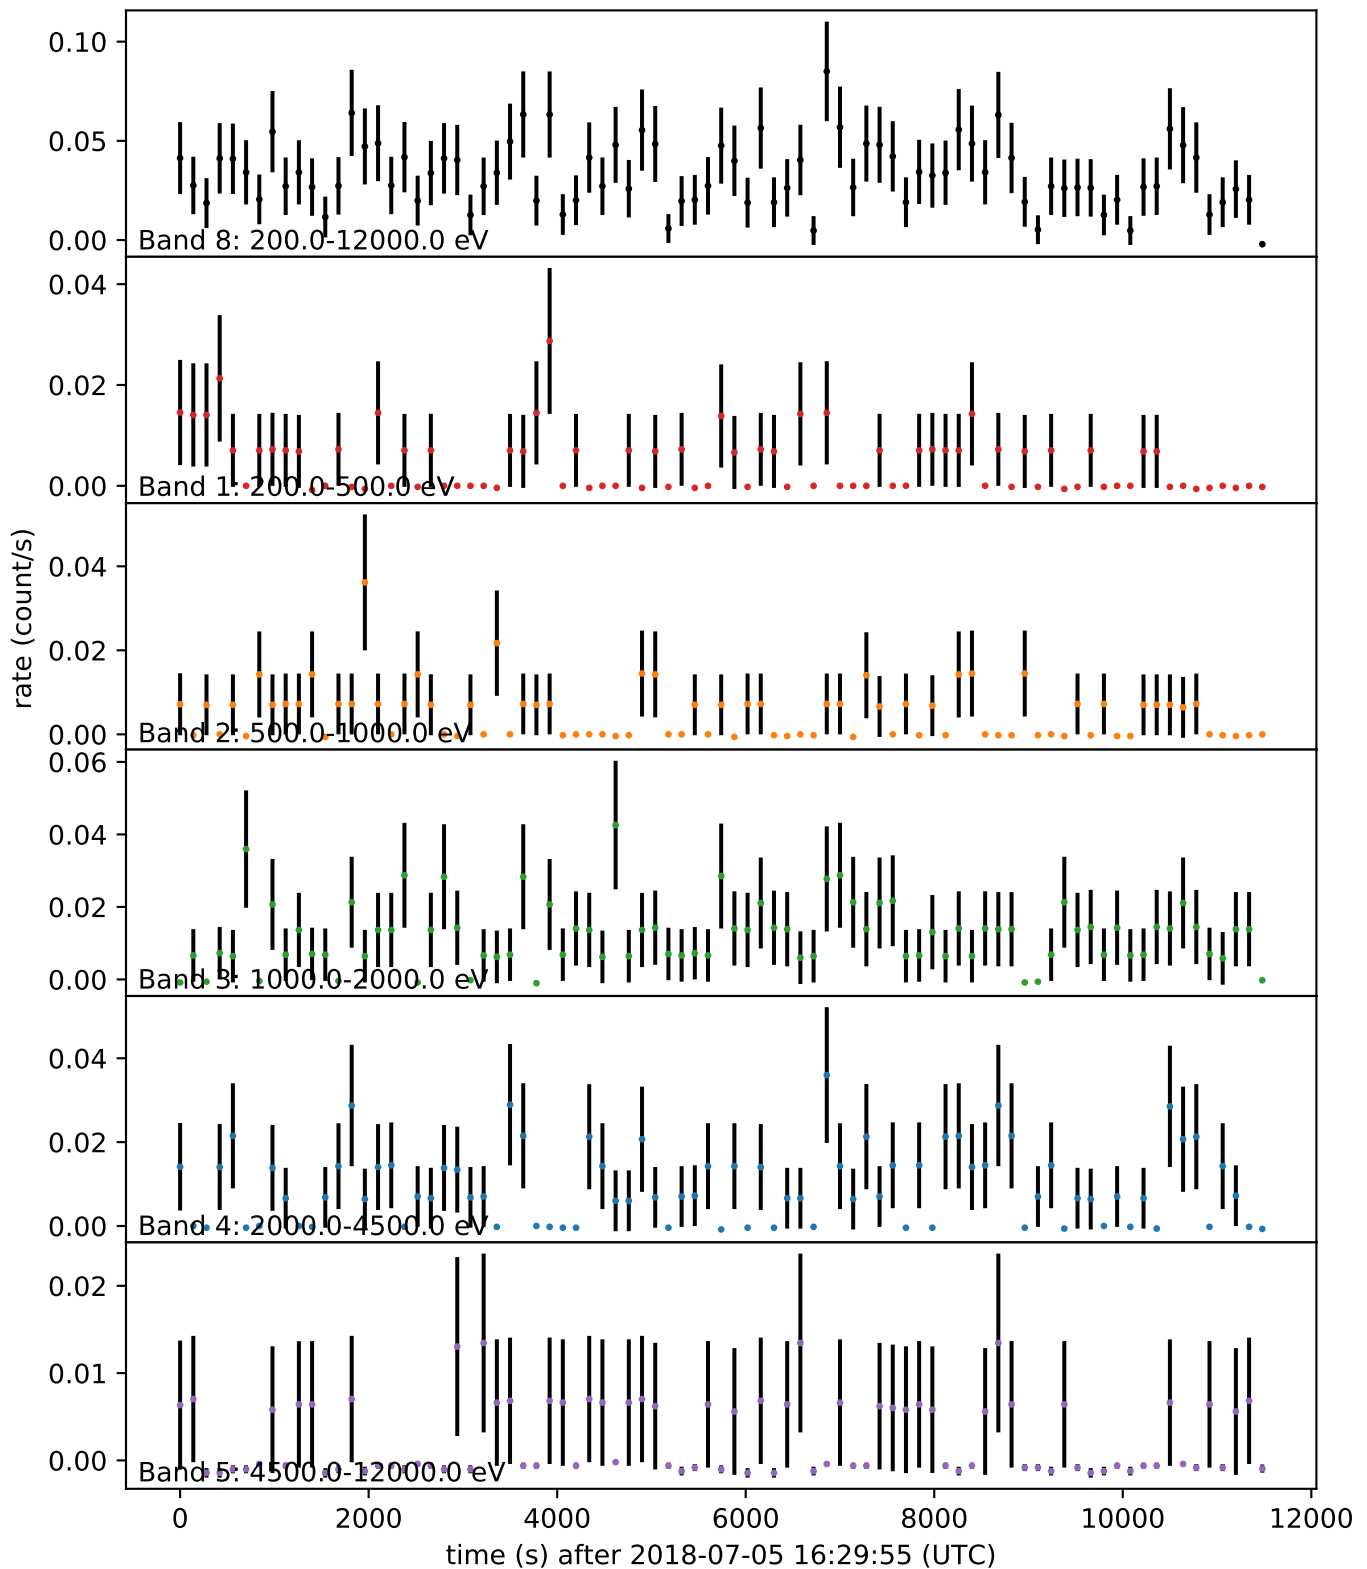 0.10
0.05
0.00
Band 8: 200.0-12000.0 eV
0.04
0.02
0.00
Band 1: 200.0-500.0 eV
rate (count/s)
0.04
0.02
0.00
Band 2: 500.0-1000.0 eV
0.06
0.04
0.02
0.00
Band 3: 1000.0-2000.0 eV
0.04
0.02
0.00
Band 4: 2000.0-4500.0 eV
0.02
0.01
0.00
Band 5: 4500.0-12000.0 eV
0 2000 4000 6000 8000 10000 12000
time (s) after 2018-07-05 16:29:55 (UTC)